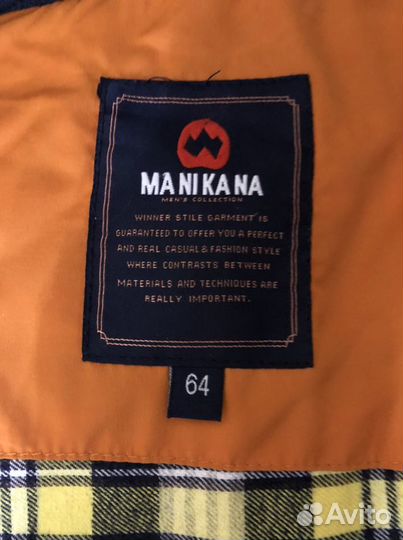 MANIKANA
MEN'S COLLECTION
WINNER STILE GARMENT IS
GUARANTEED TO OFFER YOU A PERFECT
AND REAL CASUAL & FASHION STYLE
WHERE CONTRASTS BETWEEN
MATERIALS AND TECHNIQUES ARE
REALLY IMPORTANT.
64
Avito